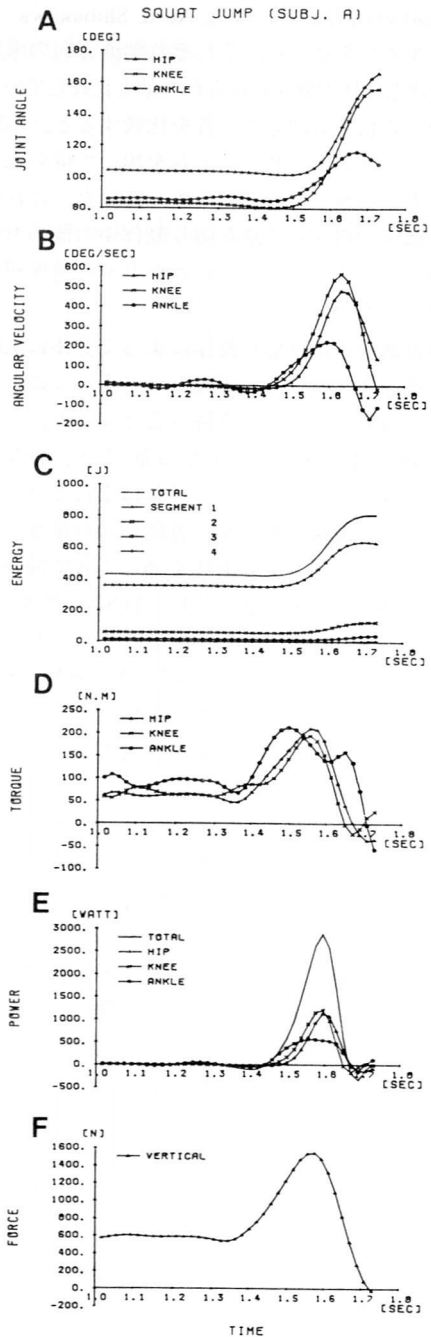 SQUAT JUMP (SUBJ. A)
A
[DEG]
180.
160.
140.
120.
100.
80.
JOINT ANGLE
HIP
KNEE
ANKLE
1.0 1.1 1.2 1.3 1.4 1.5 1.6 1.7 1.8
[SEC]
B
[DEG/SEC]
600.
500.
400.
300.
200.
100.
-0.
-100.
-200.
ANGULAR VELOCITY
HIP
KNEE
ANKLE
1.0 1.1 1.2 1.3 1.4 1.5 1.6 1.7 1.8
[SEC]
C
[J]
1000.
800.
600.
400.
200.
0.
ENERGY
TOTAL
SEGMENT 1
2
3
4
1.0 1.1 1.2 1.3 1.4 1.5 1.6 1.7 1.8
[SEC]
D
[N.M]
250.
200.
150.
100.
50.
0.
-50.
-100.
TORQUE
HIP
KNEE
ANKLE
1.0 1.1 1.2 1.3 1.4 1.5 1.6 1.7 1.8
[SEC]
E
[WATT]
3000.
2500.
2000.
1500.
1000.
500.
0.
-500.
POWER
TOTAL
HIP
KNEE
ANKLE
1.0 1.1 1.2 1.3 1.4 1.5 1.6 1.7 1.8
[SEC]
F
[N]
1600.
1400.
1200.
1000.
800.
600.
400.
200.
0.
-200.
FORCE
VERTICAL
1.0 1.1 1.2 1.3 1.4 1.5 1.6 1.7 1.8
[SEC]
TIME